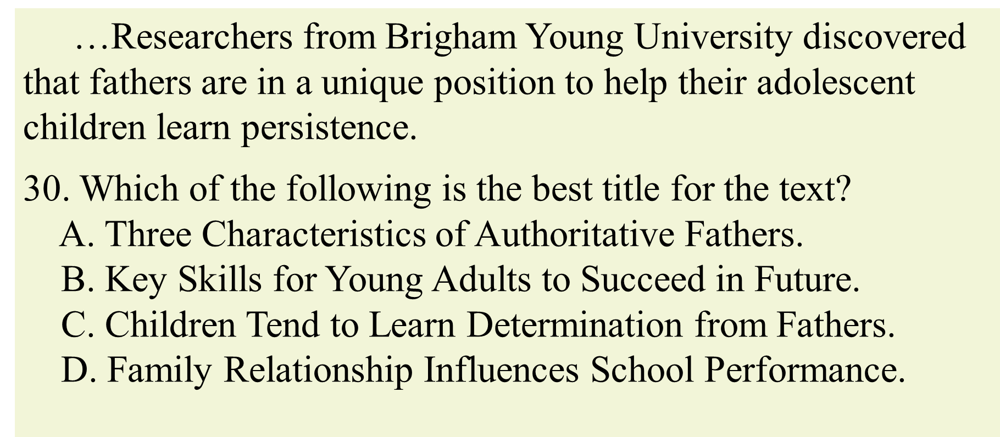 …Researchers from Brigham Young University discovered
that fathers are in a unique position to help their adolescent
children learn persistence.
30. Which of the following is the best title for the text?
A. Three Characteristics of Authoritative Fathers.
B. Key Skills for Young Adults to Succeed in Future.
C. Children Tend to Learn Determination from Fathers.
D. Family Relationship Influences School Performance.